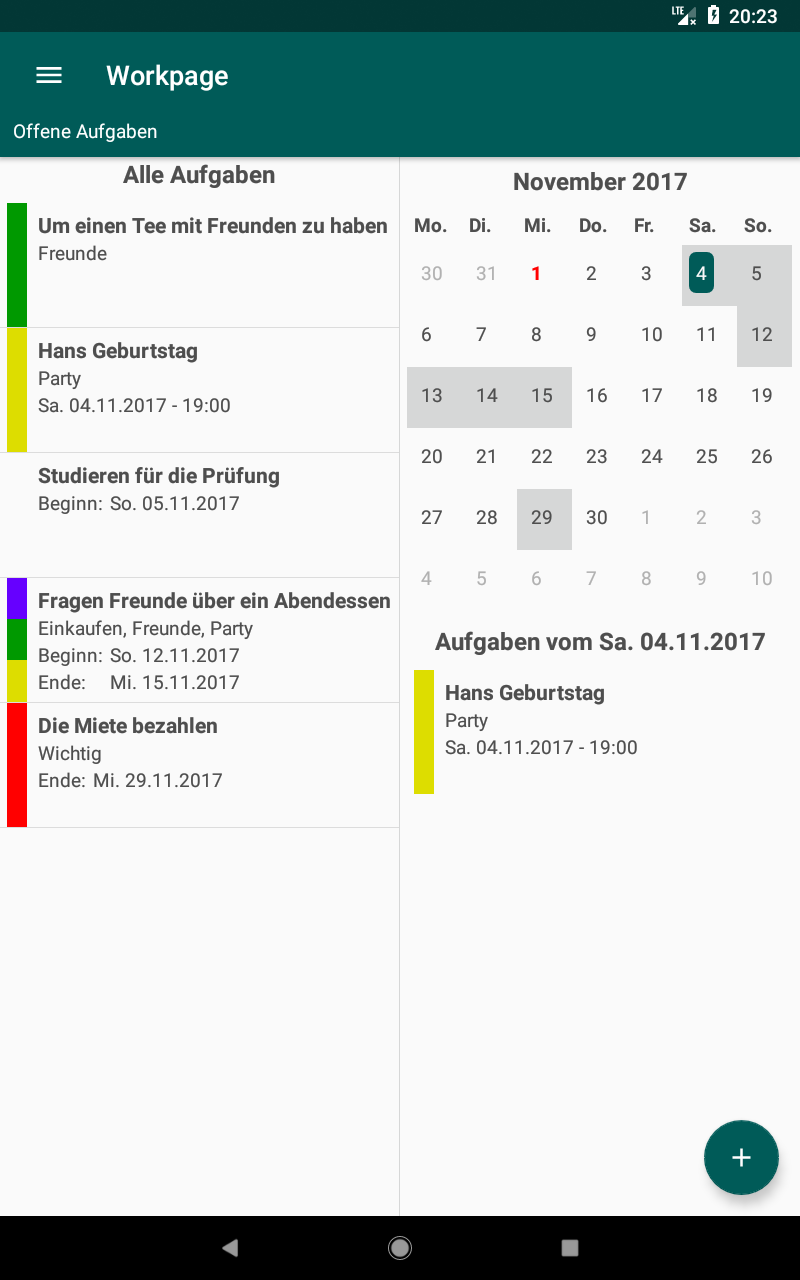 LTE 20:23
Workpage
Offene Aufgaben
Alle Aufgaben
Um einen Tee mit Freunden zu haben
Freunde
Hans Geburtstag
Party
Sa. 04.11.2017 - 19:00
Studieren für die Prüfung
Beginn: So. 05.11.2017
Fragen Freunde über ein Abendessen
Einkaufen, Freunde, Party
Beginn: So. 12.11.2017
Ende: Mi. 15.11.2017
Die Miete bezahlen
Wichtig
Ende: Mi. 29.11.2017
November 2017
Mo. Di. Mi. Do. Fr. Sa. So.
30 31 1 2 3 4 5
6 7 8 9 10 11 12
13 14 15 16 17 18 19
20 21 22 23 24 25 26
27 28 29 30 1 2 3
4 5 6 7 8 9 10
Aufgaben vom Sa. 04.11.2017
Hans Geburtstag
Party
Sa. 04.11.2017 - 19:00